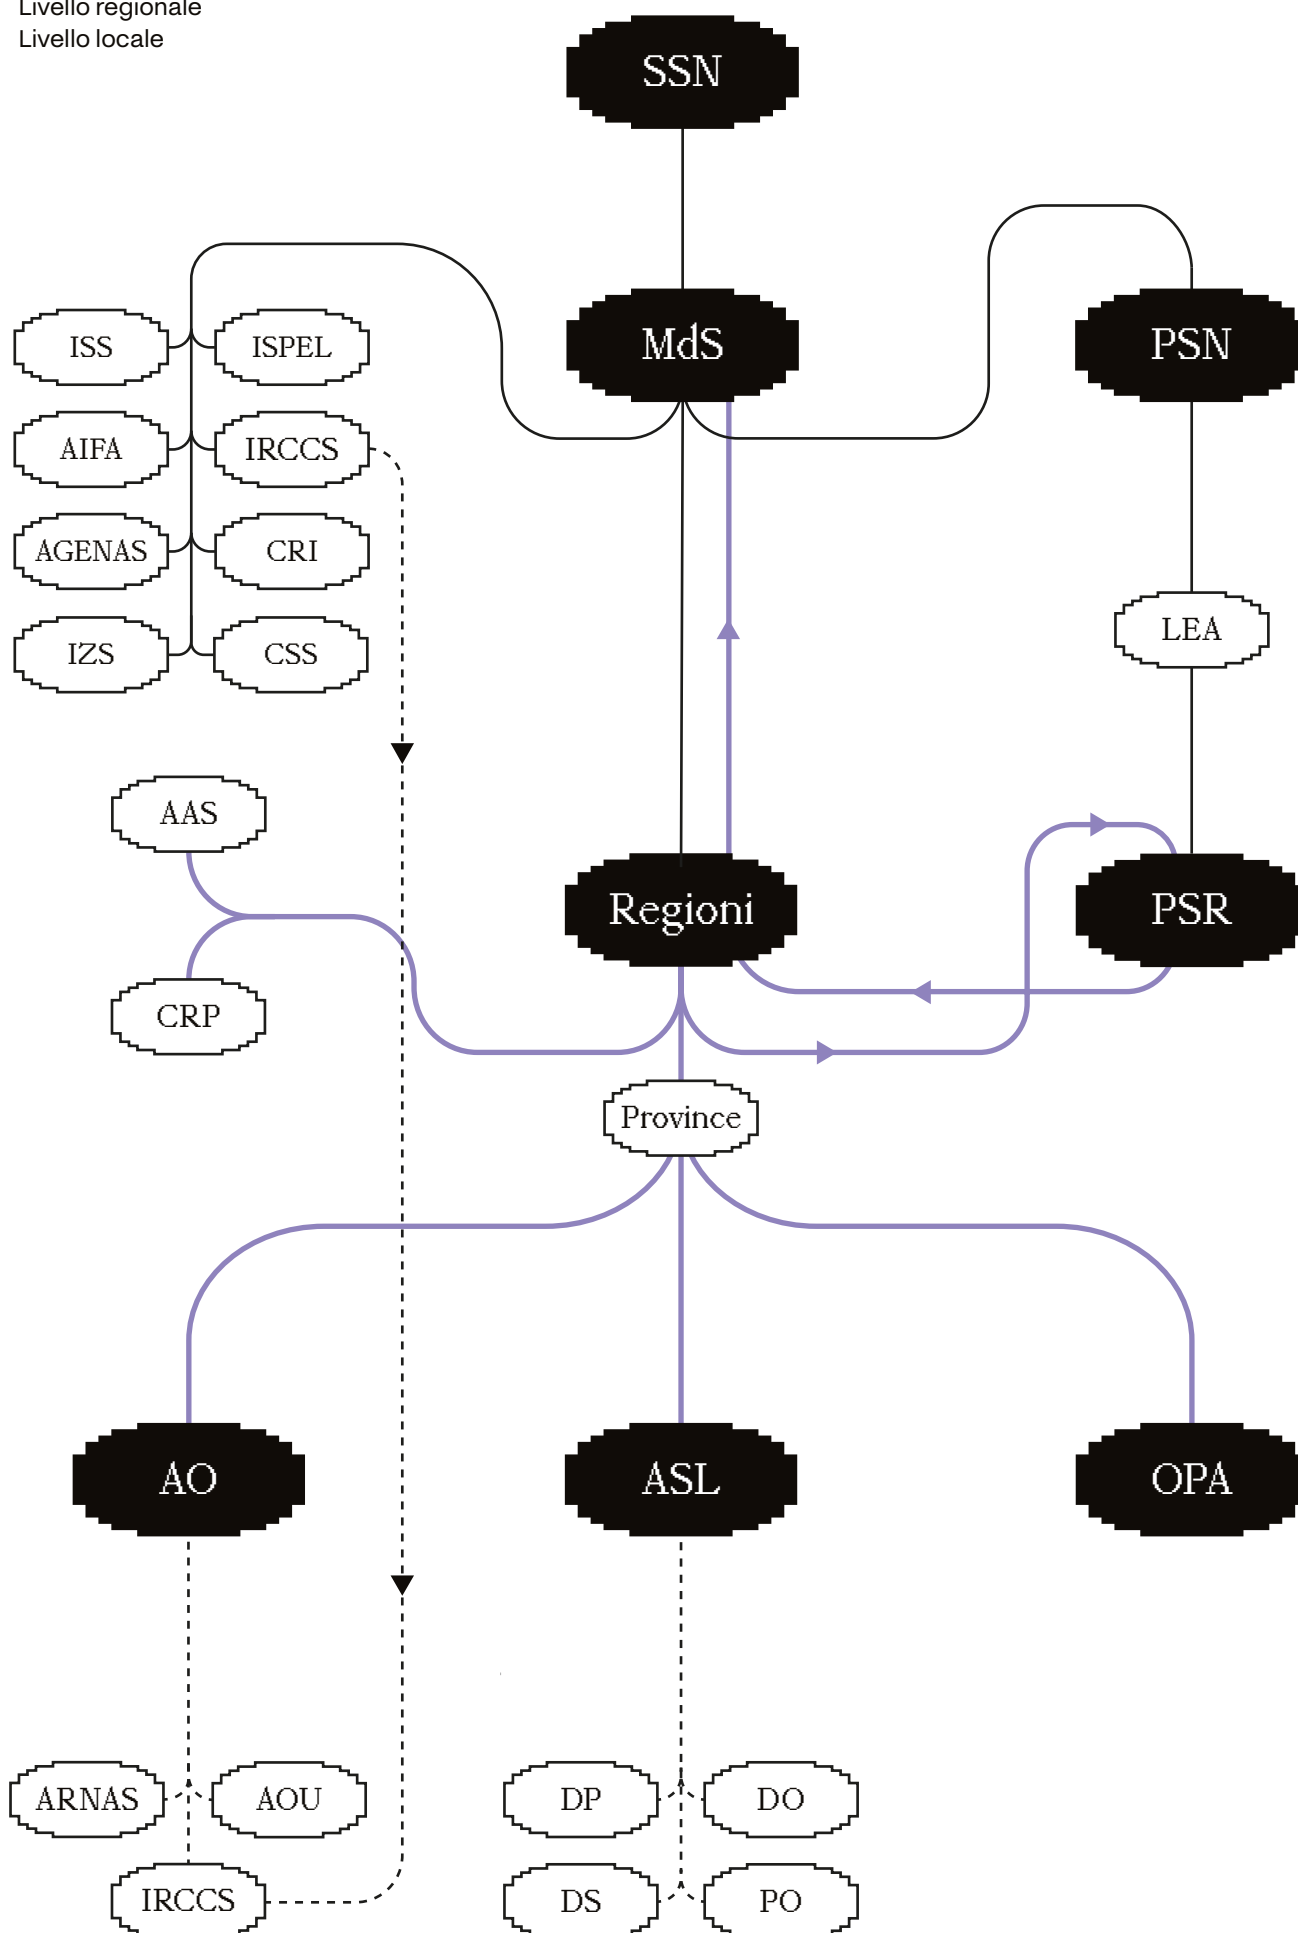 Livello regionale
Livello locale
SSN
MdS
PSN
ISS
ISPEL
AIFA
IRCCS
AGENAS
CRI
IZS
CSS
LEA
AAS
Regioni
PSR
CRP
Province
AO
ASL
OPA
ARNAS
AOU
DP
DO
IRCCS
DS
PO